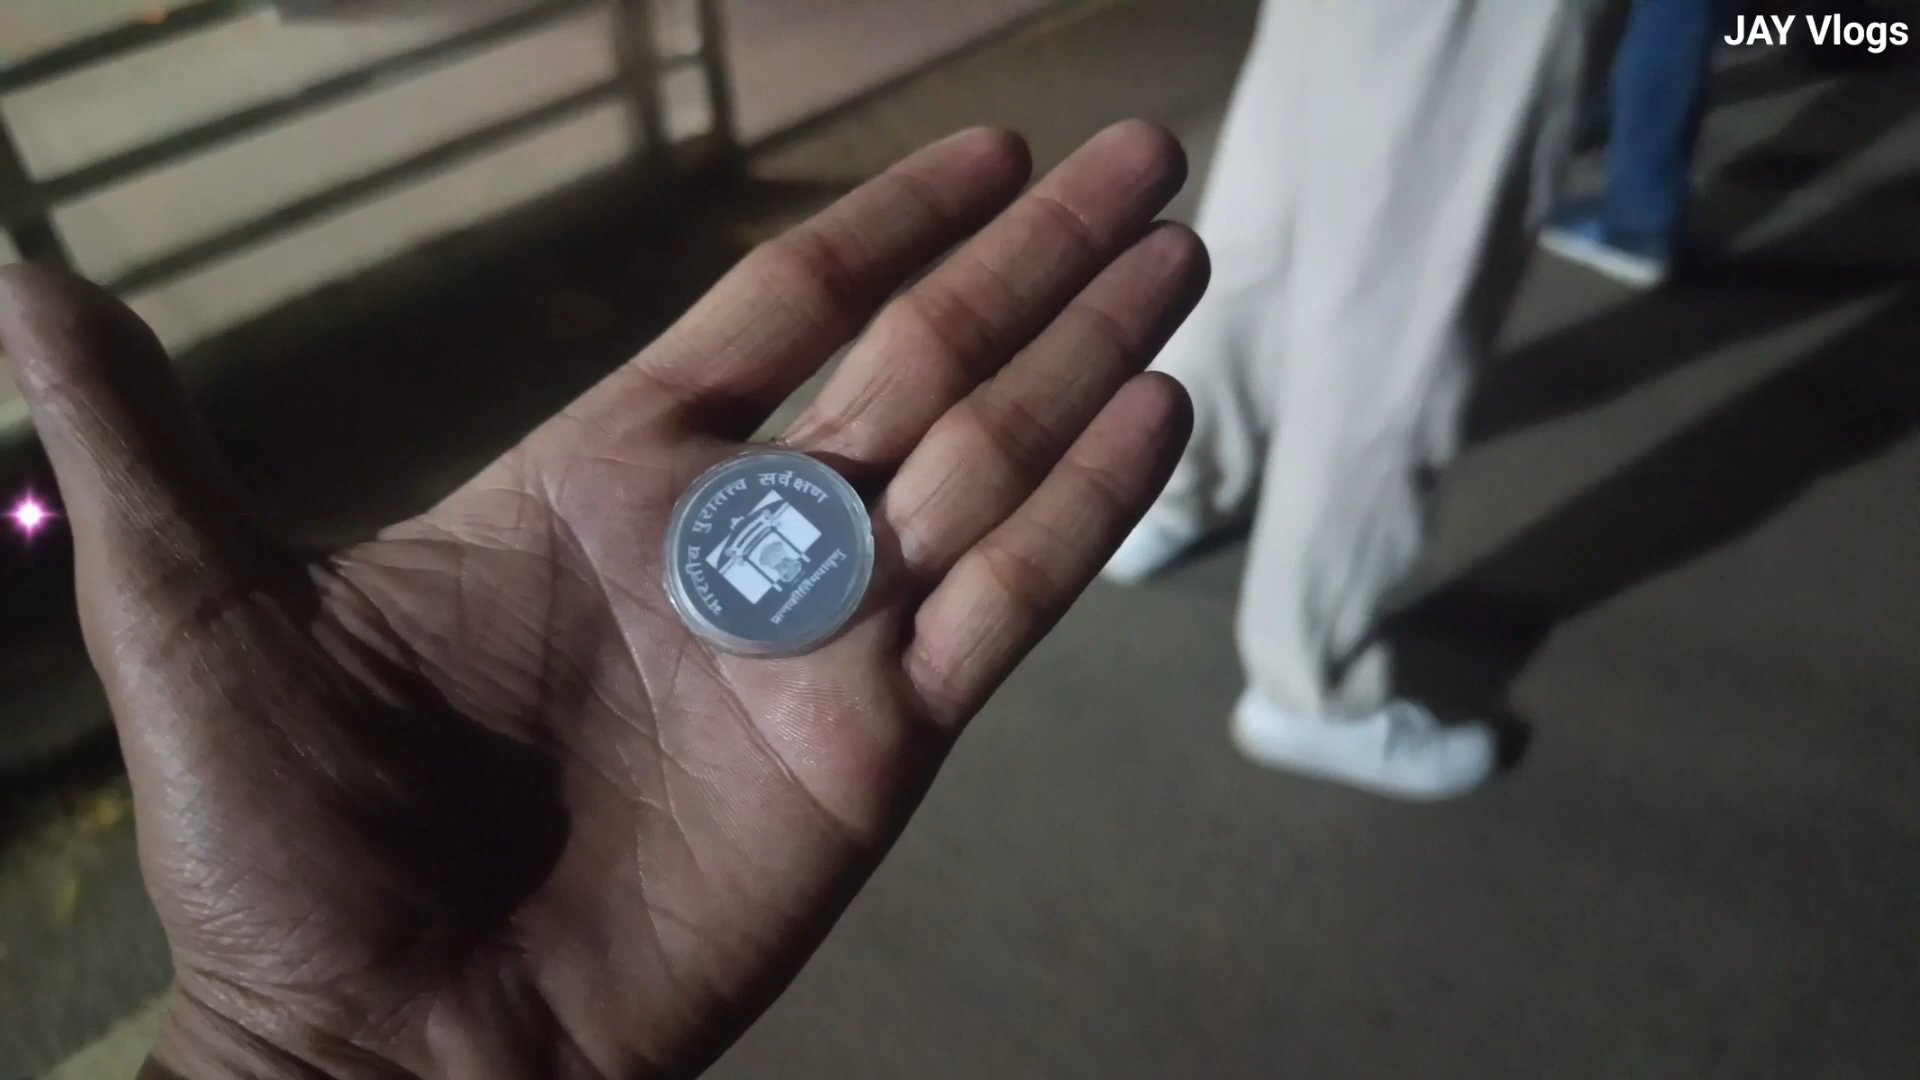 JAY Vlogs
भारतीय पुरातत्त्व सर्वेक्षण
प्रत्नकीर्तिमपावृणु